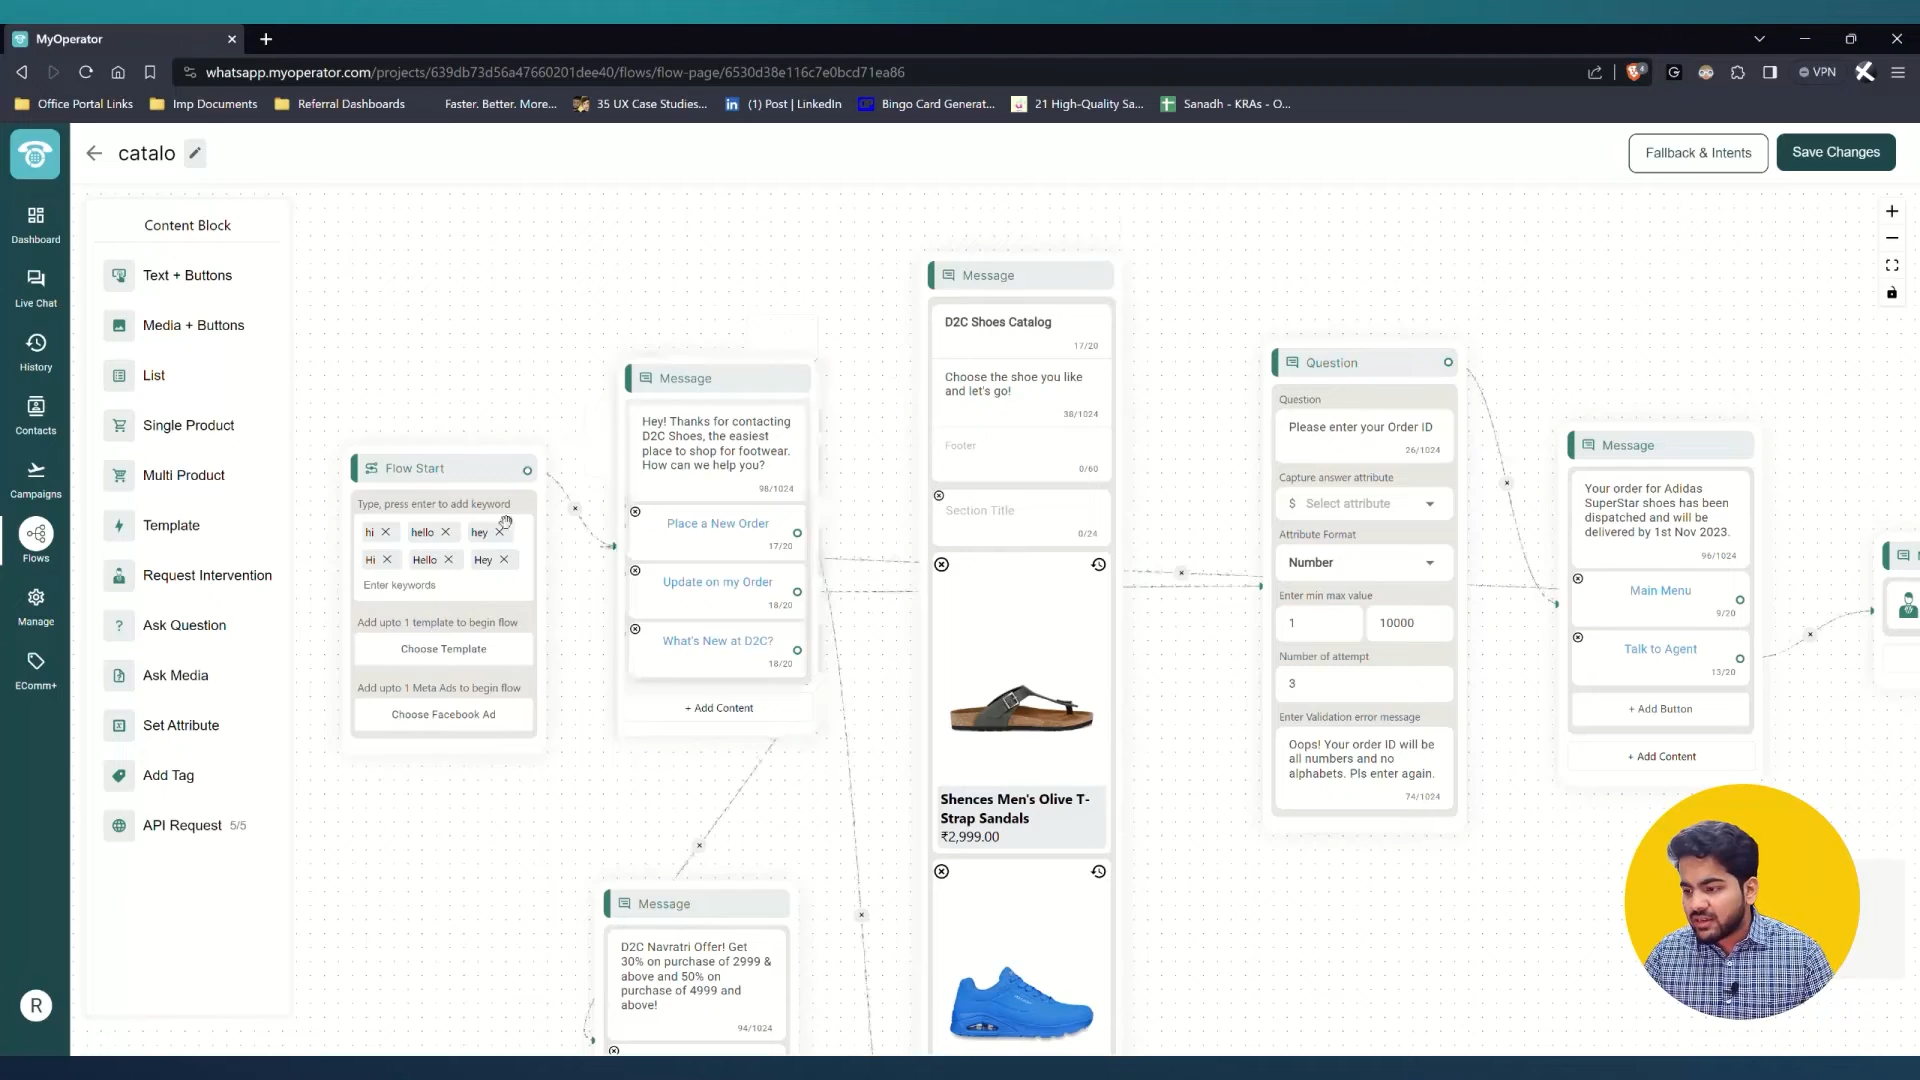 MyOperator
whatsapp.myoperator.com/projects/639db73d56a47660201dee40/flows/flow-page/6530d38e116c7e0bcd71ea86
4
VPN
Office Portal Links
Imp Documents
Referral Dashboards
Faster. Better. More...
35 UX Case Studies...
(1) Post | LinkedIn
Bingo Card Generat...
21 High-Quality Sa...
Sanadh - KRAs - O...
catalo
Fallback & Intents
Save Changes
Dashboard
Live Chat
History
Contacts
Campaigns
Flows
Manage
EComm+
R
Content Block
Text + Buttons
Media + Buttons
List
Single Product
Multi Product
Template
Request Intervention
Ask Question
Ask Media
Set Attribute
Add Tag
API Request 5/5
Flow Start
Type, press enter to add keyword
hi
hello
hey
Hi
Hello
Hey
Enter keywords
Add upto 1 template to begin flow
Choose Template
Add upto 1 Meta Ads to begin flow
Choose Facebook Ad
Message
Hey! Thanks for contacting
D2C Shoes, the easiest
place to shop for footwear.
How can we help you?
98/1024
Place a New Order
17/20
Update on my Order
18/20
What's New at D2C?
18/20
+ Add Content
Message
D2C Navratri Offer! Get
30% on purchase of 2999 &
above and 50% on
purchase of 4999 and
above!
94/1024
Message
D2C Shoes Catalog
17/20
Choose the shoe you like
and let's go!
38/1024
Footer
0/60
Section Title
0/24
Shences Men's Olive T-
Strap Sandals
₹2,999.00
Question
Question
Please enter your Order ID
26/1024
Capture answer attribute
$ Select attribute
Attribute Format
Number
Enter min max value
1
10000
Number of attempt
3
Enter Validation error message
Oops! Your order ID will be
all numbers and no
alphabets. Pls enter again.
74/1024
Message
Your order for Adidas
SuperStar shoes has been
dispatched and will be
delivered by 1st Nov 2023.
96/1024
Main Menu
9/20
Talk to Agent
13/20
+ Add Button
+ Add Content